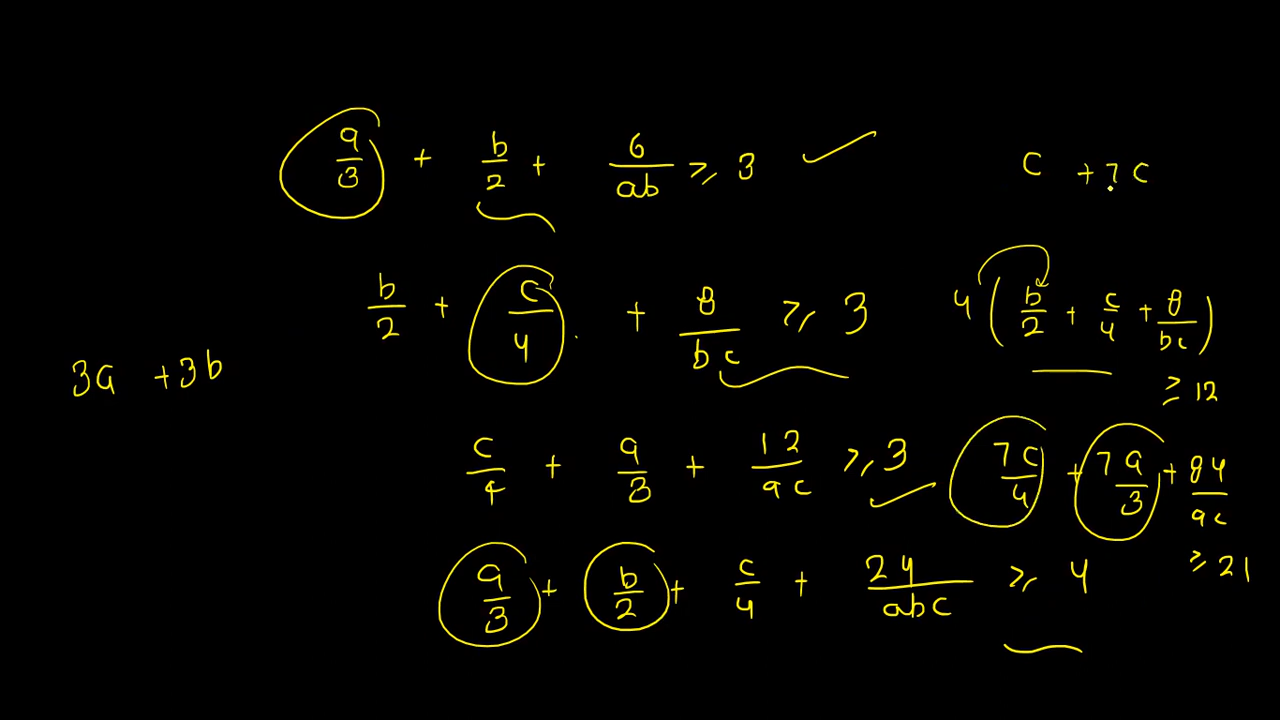 a/3 + b/2 + 6/ab ≥ 3
c + 7c
b/2 + c/4 + 8/bc ≥ 3
4(b/2 + c/4 + 8/bc)
≥ 12
3a + 3b
c/4 + a/3 + 12/ac ≥ 3
7c/4 + 7a/3 + 84/ac
≥ 21
a/3 + b/2 + c/4 + 24/abc ≥ 4